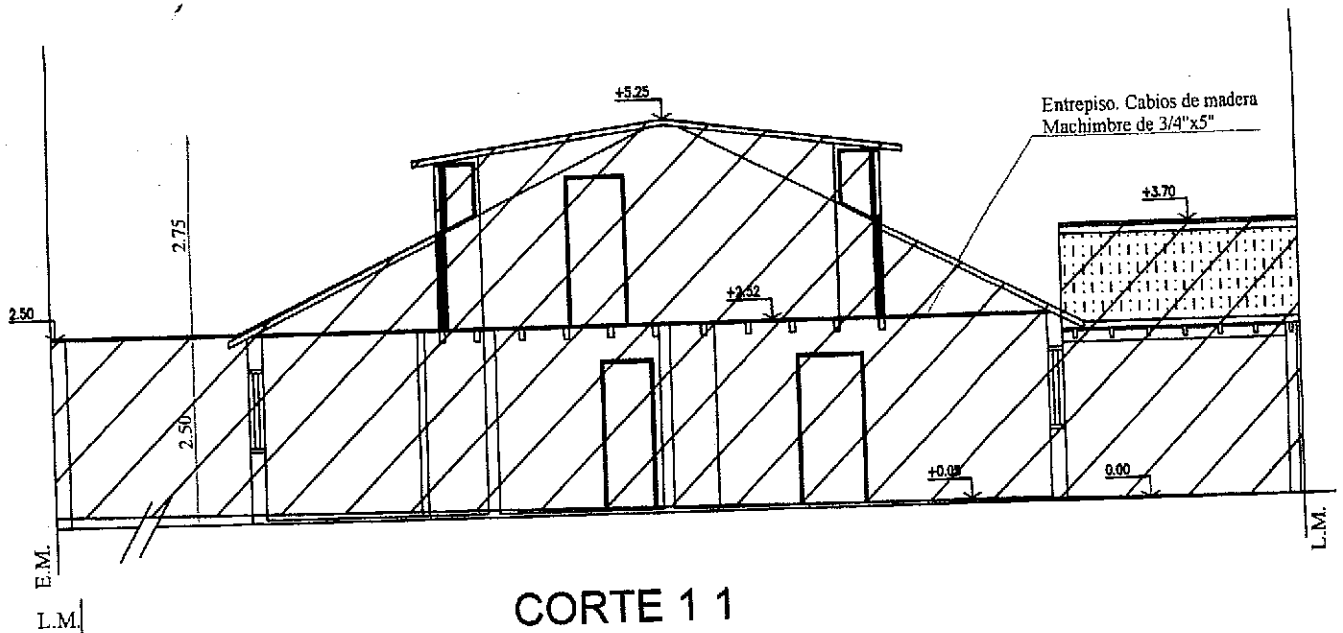 +5.25
Entrepiso. Cabios de madera
Machimbre de 3/4"x5"
+3.70
2.75
+2.52
2.50
2.50
+0.05
0.00
E.M.
L.M.
L.M.
CORTE 1 1